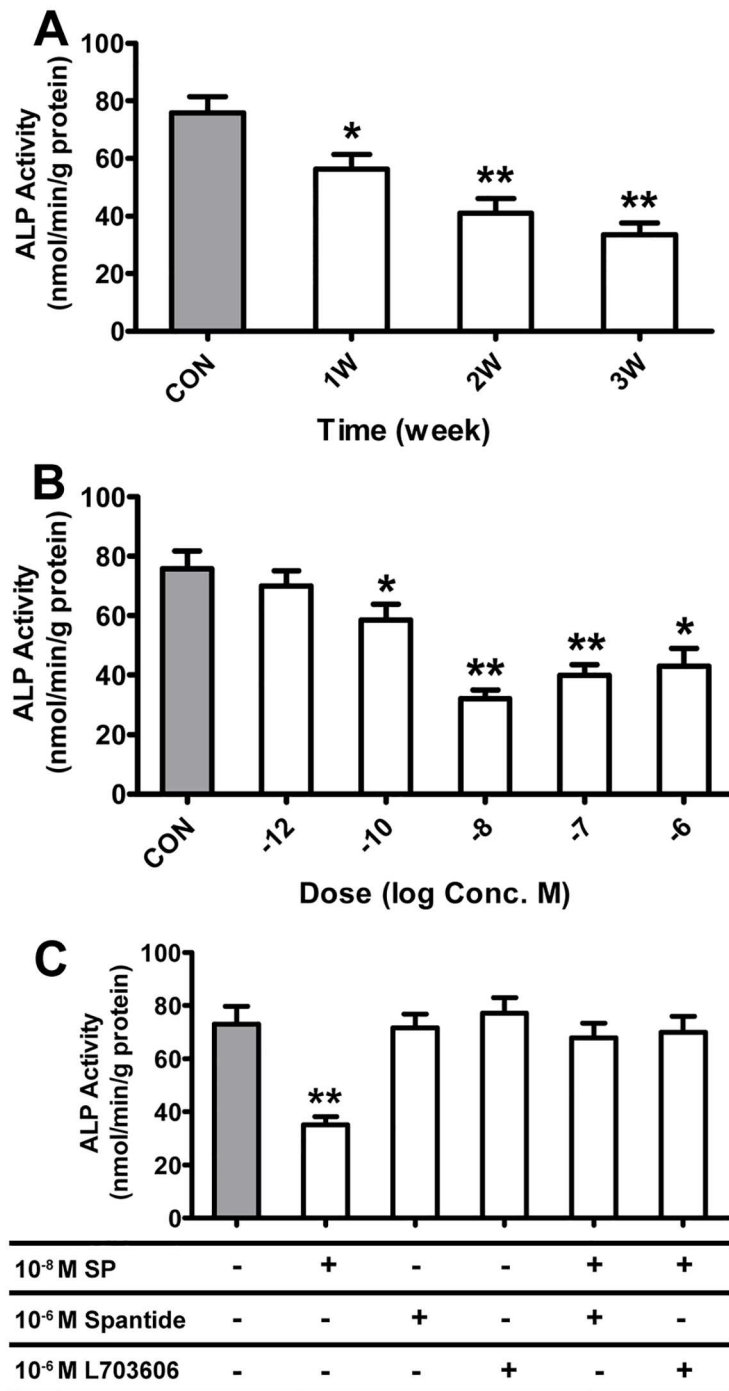 A
ALP Activity
(nmol/min/g protein)
100
80
60
40
20
0
*
**
**
CON
1W
2W
3W
Time (week)
B
ALP Activity
(nmol/min/g protein)
100
80
60
40
20
0
*
**
**
*
CON
-12
-10
-8
-7
-6
Dose (log Conc. M)
C
ALP Activity
(nmol/min/g protein)
100
80
60
40
20
0
**
10⁻⁸ M SP - + - - + +
10⁻⁶ M Spantide - - + - + -
10⁻⁶ M L703606 - - - + - +